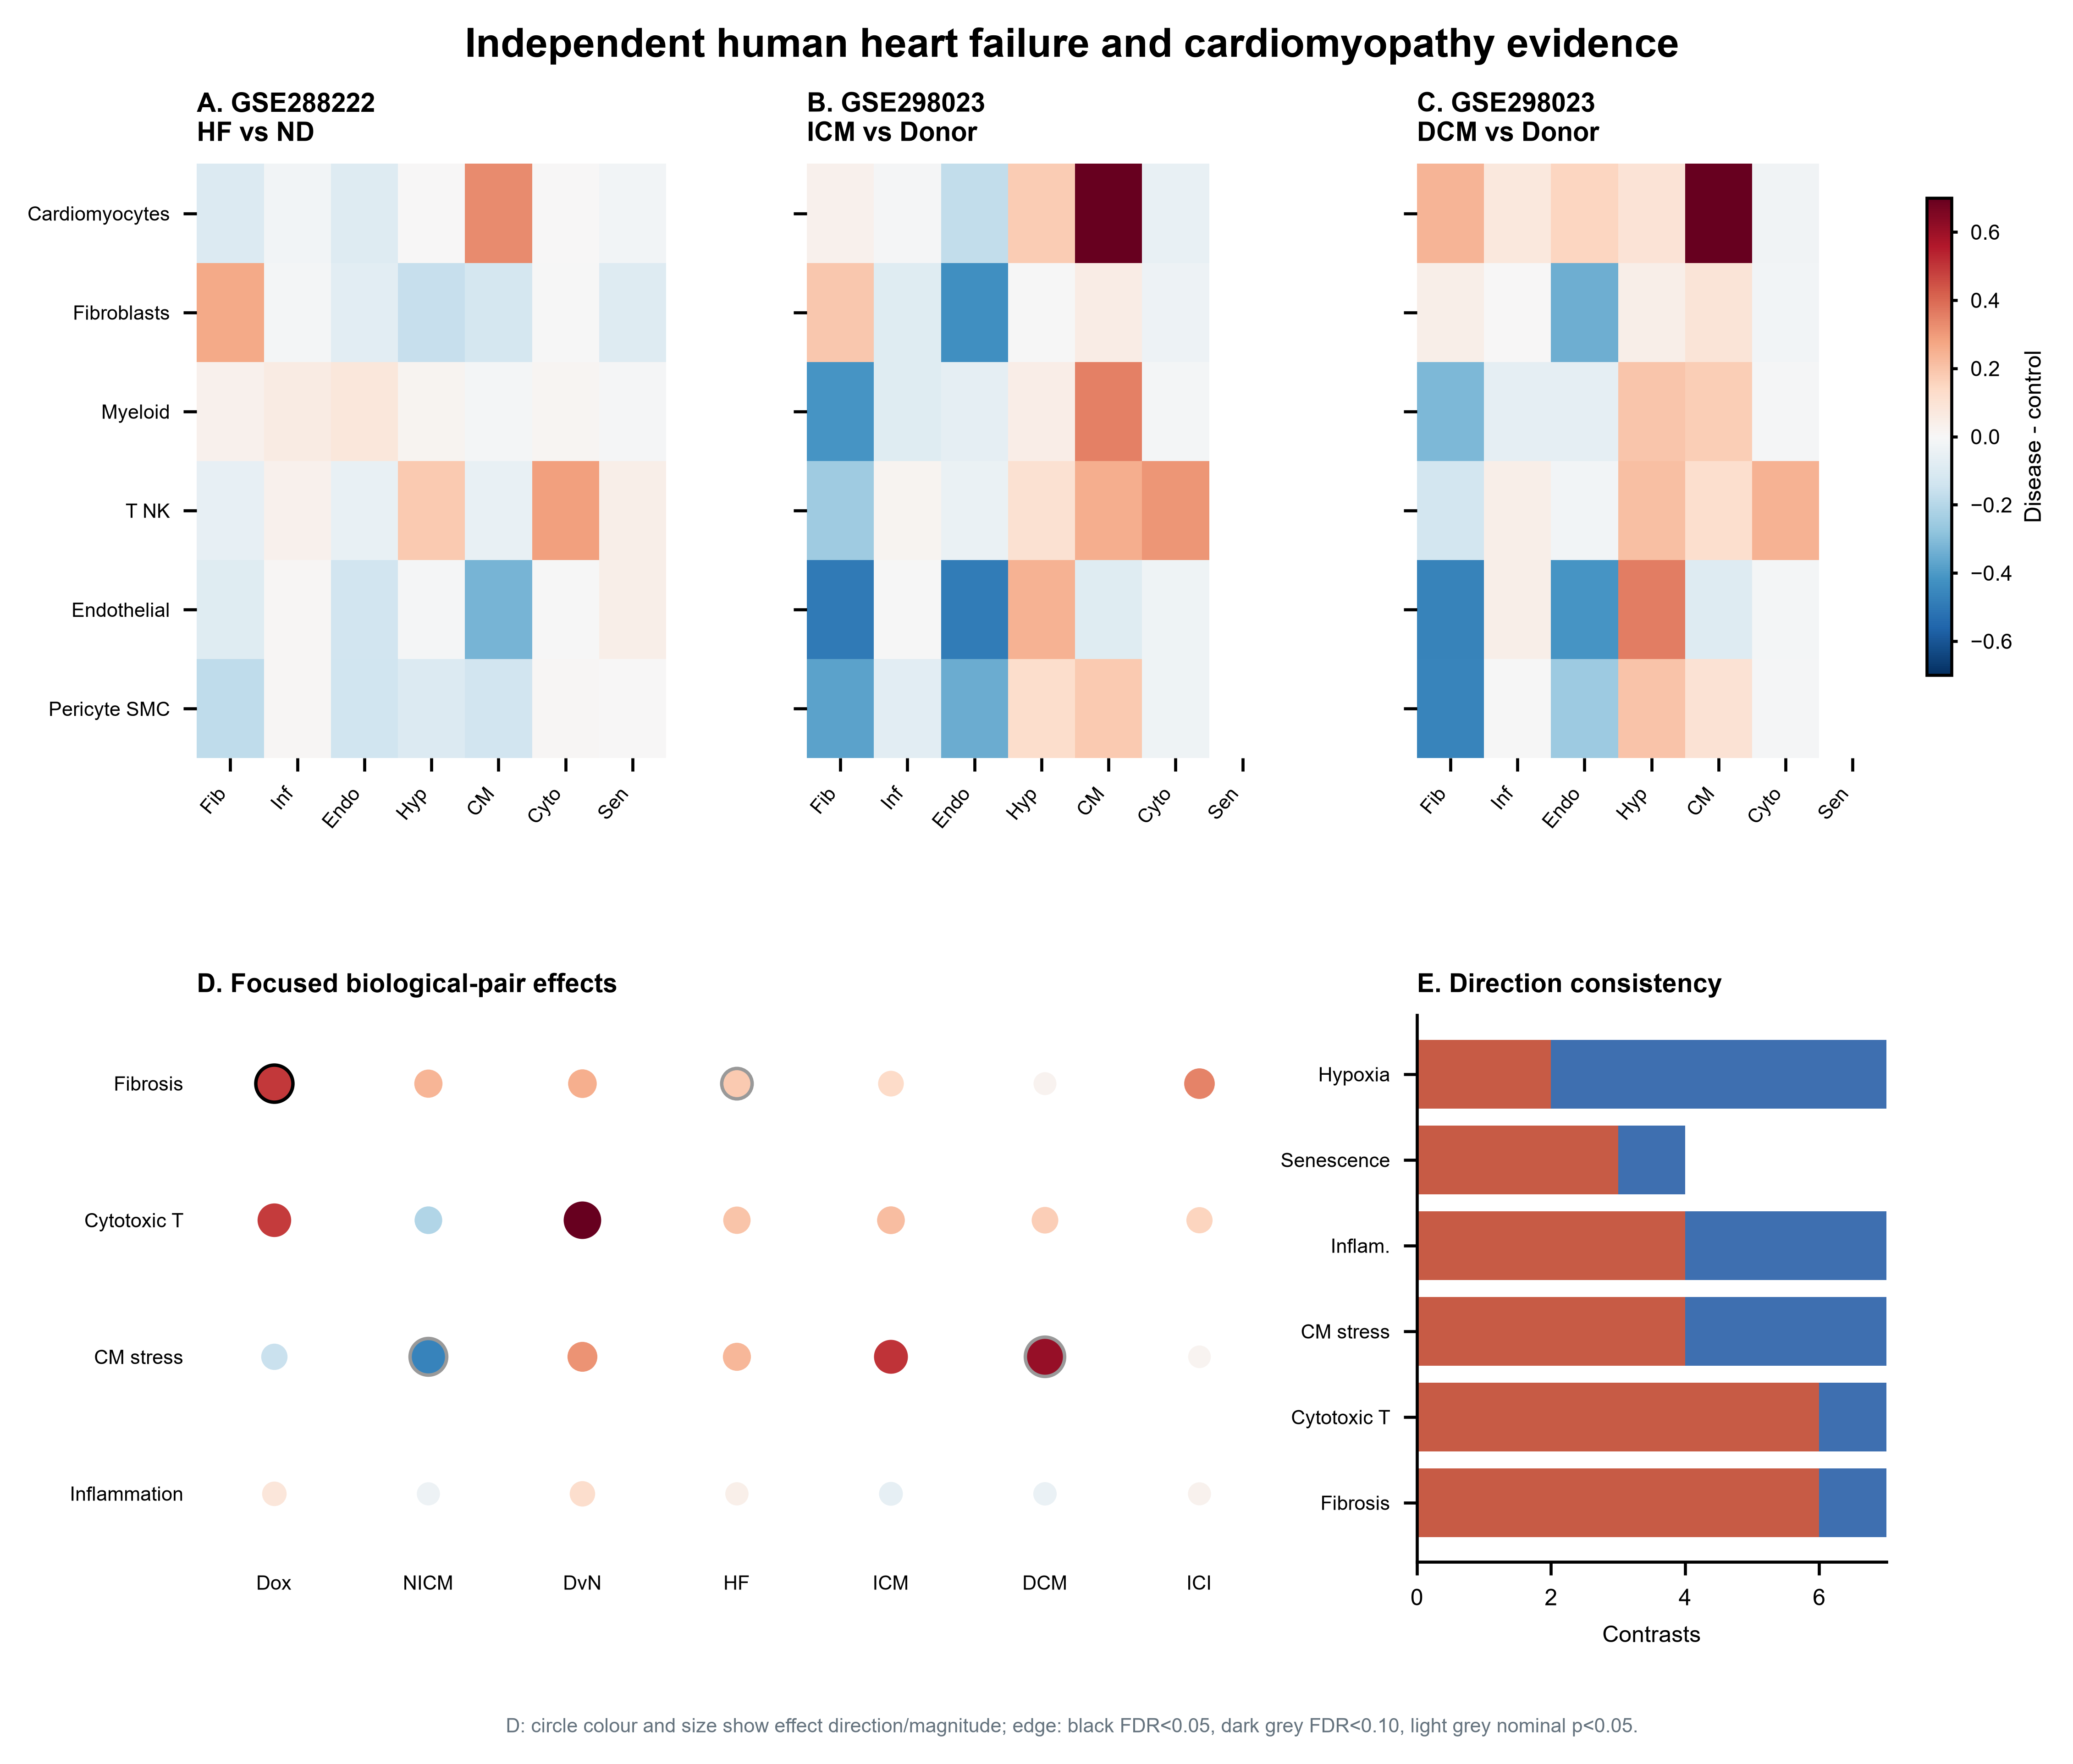 Independent human heart failure and cardiomyopathy evidence
A. GSE288222
HF vs ND
B. GSE298023
ICM vs Donor
C. GSE298023
DCM vs Donor
Cardiomyocytes
Fibroblasts
Myeloid
T NK
Endothelial
Pericyte SMC
Fib
Inf
Endo
Hyp
CM
Cyto
Sen
Fib
Inf
Endo
Hyp
CM
Cyto
Sen
Fib
Inf
Endo
Hyp
CM
Cyto
Sen
0.6
0.4
0.2
0.0
−0.2
−0.4
−0.6
Disease - control
D. Focused biological-pair effects
Fibrosis
Cytotoxic T
CM stress
Inflammation
Dox
NICM
DvN
HF
ICM
DCM
ICI
E. Direction consistency
Hypoxia
Senescence
Inflam.
CM stress
Cytotoxic T
Fibrosis
0
2
4
6
Contrasts
D: circle colour and size show effect direction/magnitude; edge: black FDR<0.05, dark grey FDR<0.10, light grey nominal p<0.05.